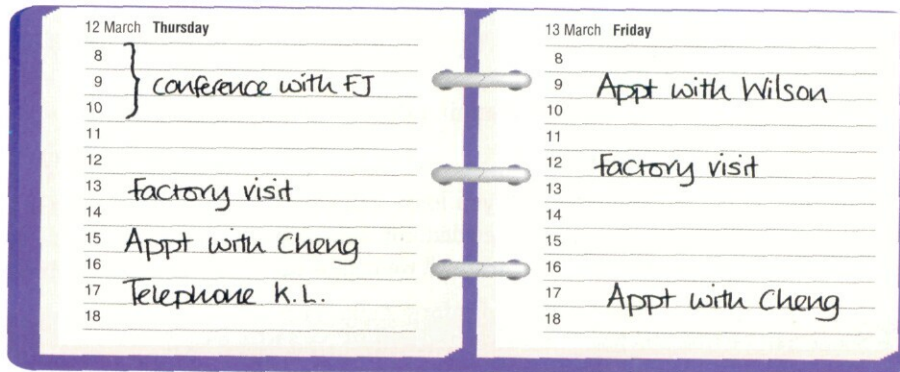 12 March Thursday
8
9 conference with FJ
10
11
12
13 factory visit
14
15 Appt with Cheng
16
17 Telephone K.L.
18
13 March Friday
8
9 Appt with Wilson
10
11
12 factory visit
13
14
15
16
17 Appt with Cheng
18